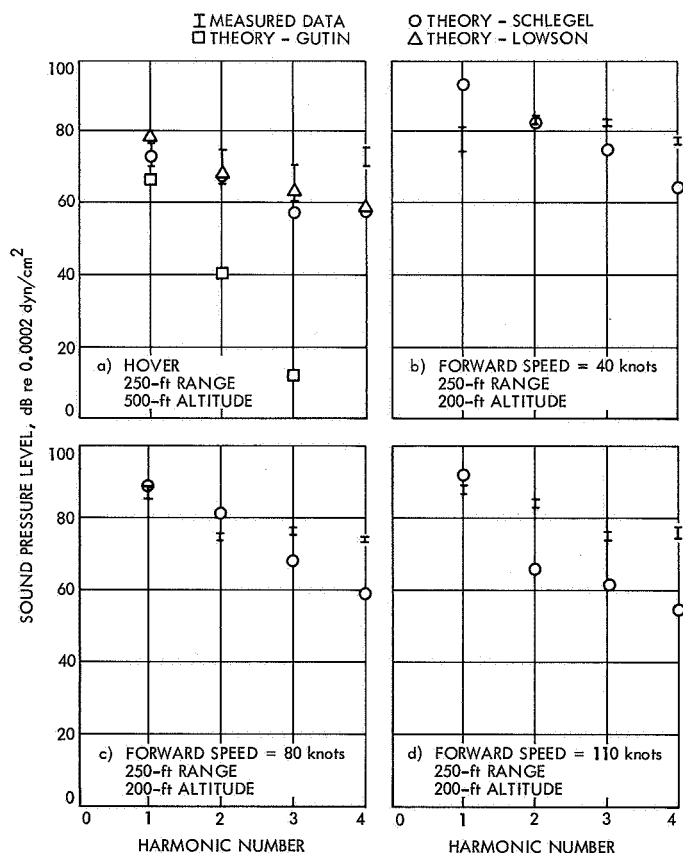 MEASURED DATA
THEORY - SCHLEGEL
THEORY - GUTIN
THEORY - LOWSON
SOUND PRESSURE LEVEL, dB re 0.0002 dyn/cm²
100
80
60
40
20
0
a) HOVER
250-ft RANGE
500-ft ALTITUDE
b) FORWARD SPEED = 40 knots
250-ft RANGE
200-ft ALTITUDE
80
60
40
20
0
c) FORWARD SPEED = 80 knots
250-ft RANGE
200-ft ALTITUDE
d) FORWARD SPEED = 110 knots
250-ft RANGE
200-ft ALTITUDE
0 1 2 3 4
0 1 2 3 4
HARMONIC NUMBER
HARMONIC NUMBER